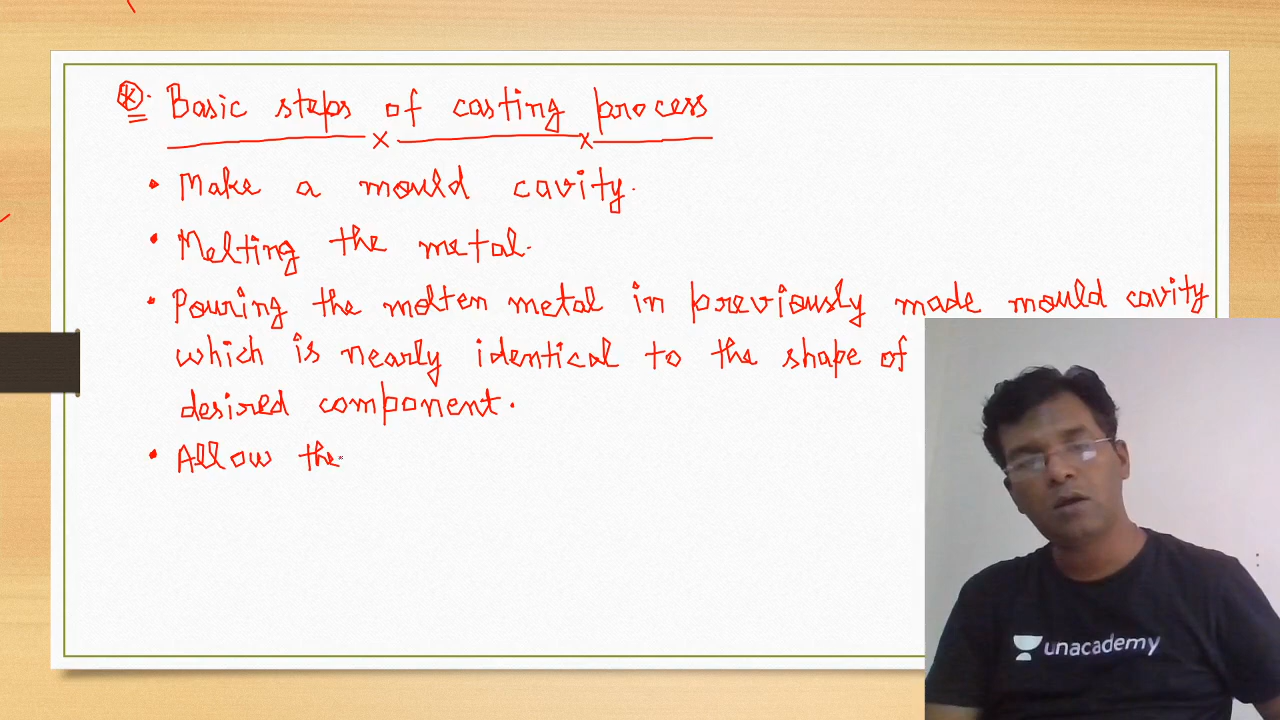 Basic steps of casting process
• Make a mould cavity.
• Melting the metal.
• Pouring the molten metal in previously made mould cavity
which is nearly identical to the shape of
desired component.
• Allow the
unacademy